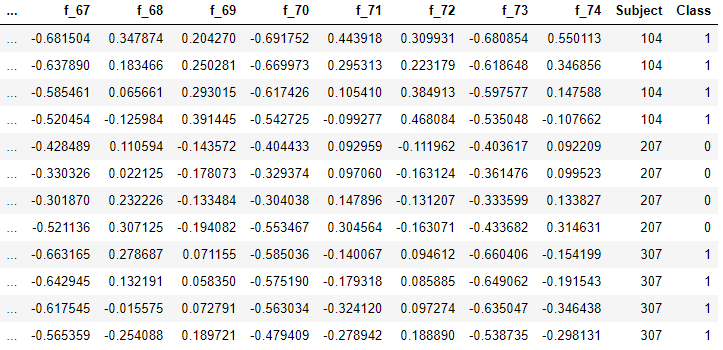 ... f_67 f_68 f_69 f_70 f_71 f_72 f_73 f_74 Subject Class
... -0.681504 0.347874 0.204270 -0.691752 0.443918 0.309931 -0.680854 0.550113 104 1
... -0.637890 0.183466 0.250281 -0.669973 0.295313 0.223179 -0.618648 0.346856 104 1
... -0.585461 0.065661 0.293015 -0.617426 0.105410 0.384913 -0.597577 0.147588 104 1
... -0.520454 -0.125984 0.391445 -0.542725 -0.099277 0.468084 -0.535048 -0.107662 104 1
... -0.428489 0.110594 -0.143572 -0.404433 0.092959 -0.111962 -0.403617 0.092209 207 0
... -0.330326 0.022125 -0.178073 -0.329374 0.097060 -0.163124 -0.361476 0.099523 207 0
... -0.301870 0.232226 -0.133484 -0.304038 0.147896 -0.131207 -0.333599 0.133827 207 0
... -0.521136 0.307125 -0.194082 -0.553467 0.304564 -0.163071 -0.433682 0.314631 207 0
... -0.663165 0.278687 0.071155 -0.585036 -0.140067 0.094612 -0.660406 -0.154199 307 1
... -0.642945 0.132191 0.058350 -0.575190 -0.179318 0.085885 -0.649062 -0.191543 307 1
... -0.617545 -0.015575 0.072791 -0.563034 -0.324120 0.097274 -0.635047 -0.346438 307 1
... -0.565359 -0.254088 0.189721 -0.479409 -0.278942 0.188890 -0.538735 -0.298131 307 1